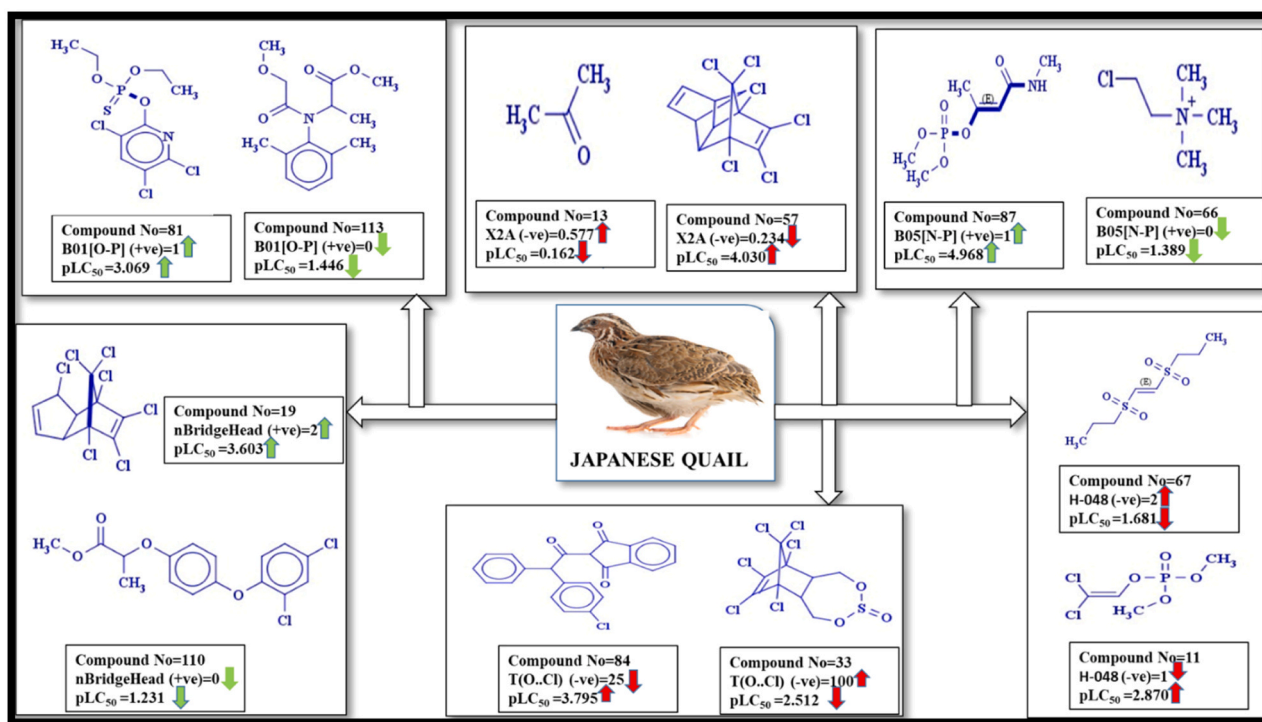 H₃C
O O CH₃
P
S O
Cl N
Cl
Cl
CH₃
O O
O CH₃
O N CH₃
H₃C CH₃
Compound No=81
B01[O-P] (+ve)=1
pLC₅₀ =3.069
Compound No=113
B01[O-P] (+ve)=0
pLC₅₀ =1.446
CH₃
H₃C
O
Cl Cl
Cl
Cl
Cl Cl
Compound No=13
X2A (-ve)=0.577
pLC₅₀ =0.162
Compound No=57
X2A (-ve)=0.234
pLC₅₀ =4.030
CH₃
O
NH
CH₃ (E)
O
P O
O O
H₃C
H₃C
Cl
CH₃
N⁺ CH₃
CH₃
Compound No=87
B05[N-P] (+ve)=1
pLC₅₀ =4.968
Compound No=66
B05[N-P] (+ve)=0
pLC₅₀ =1.389
Cl
Cl Cl
Cl
Cl
Cl
Cl
Compound No=19
nBridgeHead (+ve)=2
pLC₅₀ =3.603
O
H₃C O
O
CH₃
O
Cl
Cl
Compound No=110
nBridgeHead (+ve)=0
pLC₅₀ =1.231
JAPANESE QUAIL
O O
O
Cl
Cl Cl
Cl Cl
Cl Cl
O
O S O
Compound No=84
T(O..Cl) (-ve)=25
pLC₅₀ =3.795
Compound No=33
T(O..Cl) (-ve)=100
pLC₅₀ =2.512
CH₃
O
(E) S
O O
S
O
H₃C
Compound No=67
H-048 (-ve)=2
pLC₅₀ =1.681
O
Cl O P O CH₃
O
Cl H₃C
Compound No=11
H-048 (-ve)=1
pLC₅₀ =2.870